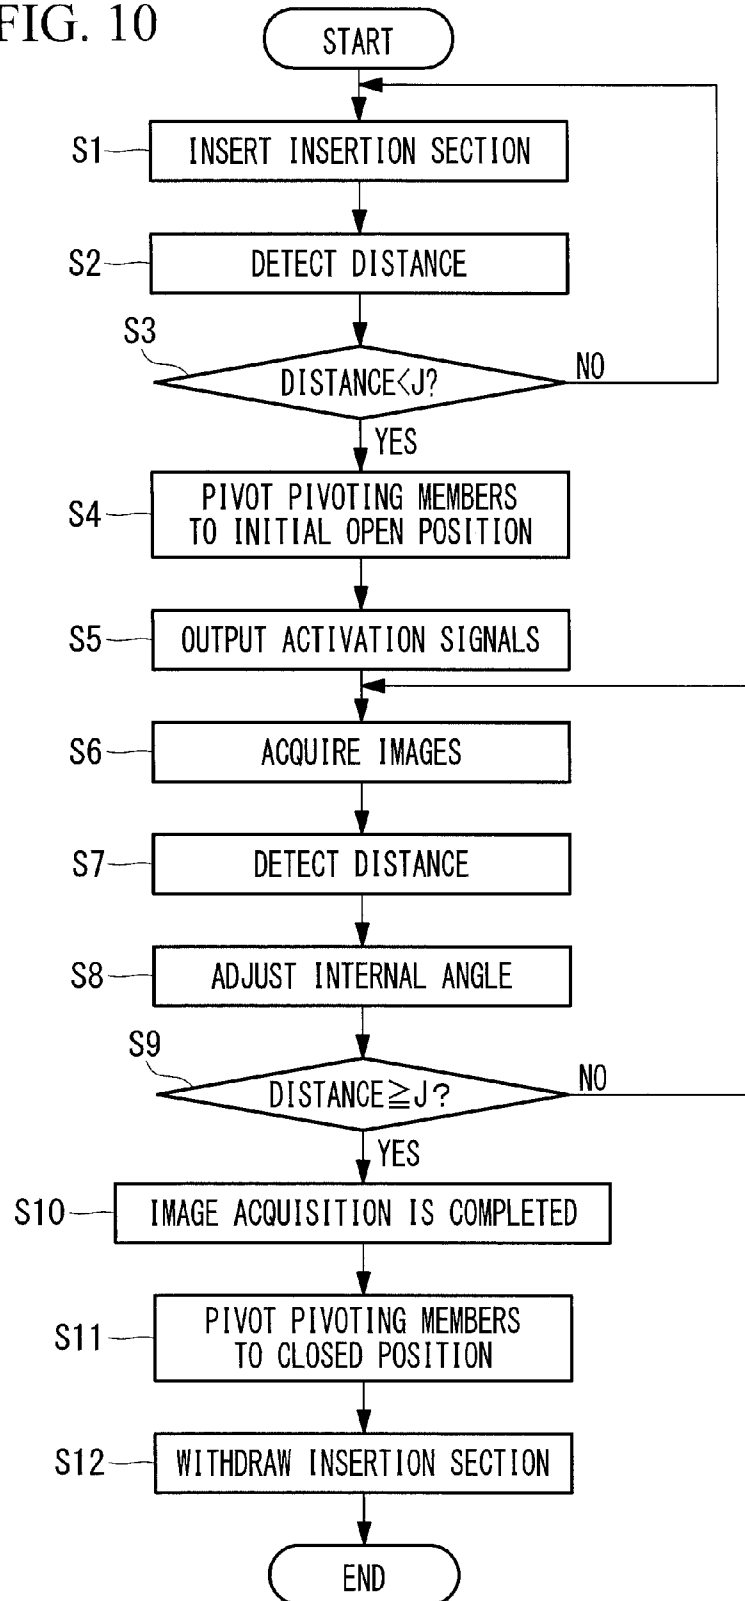 FIG. 10
START
S1 INSERT INSERTION SECTION
S2 DETECT DISTANCE
S3
DISTANCE<J?
NO
YES
S4 PIVOT PIVOTING MEMBERS
TO INITIAL OPEN POSITION
S5 OUTPUT ACTIVATION SIGNALS
S6 ACQUIRE IMAGES
S7 DETECT DISTANCE
S8 ADJUST INTERNAL ANGLE
S9
DISTANCE≧J?
NO
YES
S10 IMAGE ACQUISITION IS COMPLETED
S11 PIVOT PIVOTING MEMBERS
TO CLOSED POSITION
S12 WITHDRAW INSERTION SECTION
END